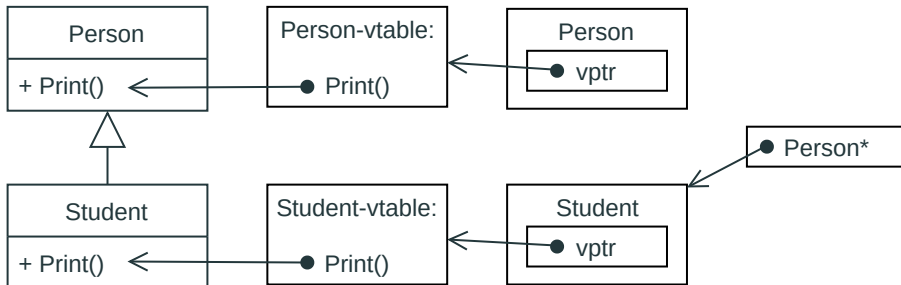 Person
+ Print()
Person-vtable:
Print()
Person
vptr
Person*
Student
+ Print()
Student-vtable:
Print()
Student
vptr